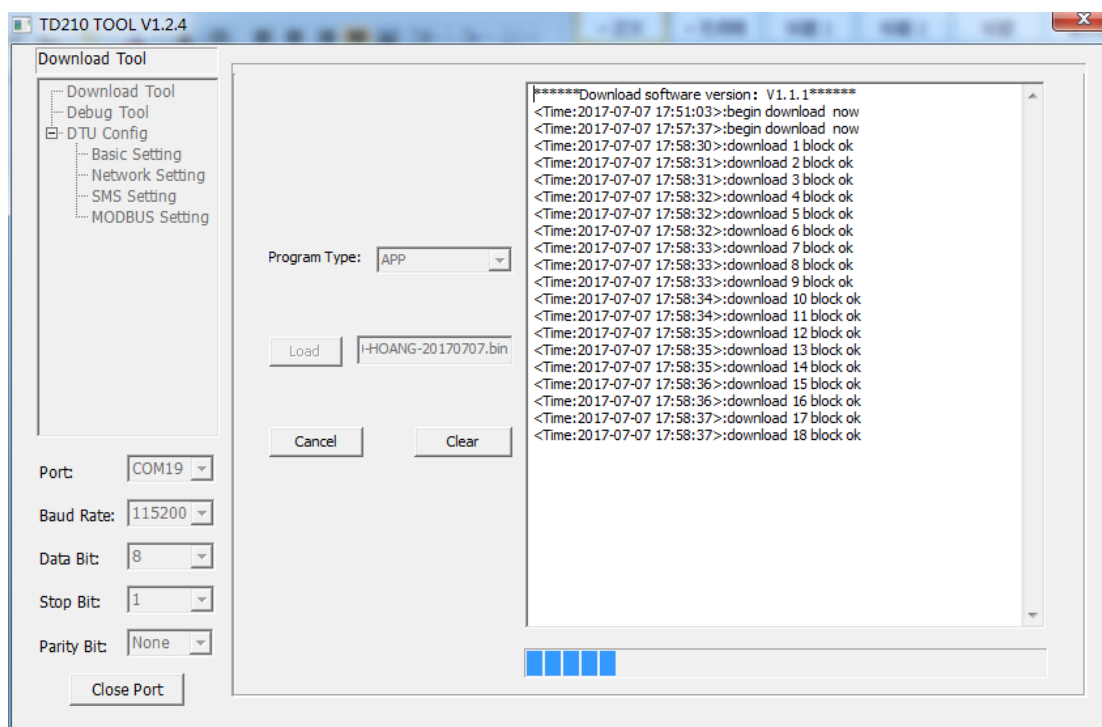 TD210 TOOL V1.2.4
Download Tool
Download Tool
Debug Tool
DTU Config
Basic Setting
Network Setting
SMS Setting
MODBUS Setting
Port:
COM19
Baud Rate:
115200
Data Bit:
8
Stop Bit:
1
Parity Bit:
None
Close Port
Program Type:
APP
Load
-HOANG-20170707.bin
Cancel
Clear
******Download software version: V1.1.1******
<Time:2017-07-07 17:51:03>:begin download  now
<Time:2017-07-07 17:57:37>:begin download  now
<Time:2017-07-07 17:58:30>:download 1 block ok
<Time:2017-07-07 17:58:31>:download 2 block ok
<Time:2017-07-07 17:58:31>:download 3 block ok
<Time:2017-07-07 17:58:32>:download 4 block ok
<Time:2017-07-07 17:58:32>:download 5 block ok
<Time:2017-07-07 17:58:32>:download 6 block ok
<Time:2017-07-07 17:58:33>:download 7 block ok
<Time:2017-07-07 17:58:33>:download 8 block ok
<Time:2017-07-07 17:58:33>:download 9 block ok
<Time:2017-07-07 17:58:34>:download 10 block ok
<Time:2017-07-07 17:58:34>:download 11 block ok
<Time:2017-07-07 17:58:35>:download 12 block ok
<Time:2017-07-07 17:58:35>:download 13 block ok
<Time:2017-07-07 17:58:35>:download 14 block ok
<Time:2017-07-07 17:58:36>:download 15 block ok
<Time:2017-07-07 17:58:36>:download 16 block ok
<Time:2017-07-07 17:58:37>:download 17 block ok
<Time:2017-07-07 17:58:37>:download 18 block ok